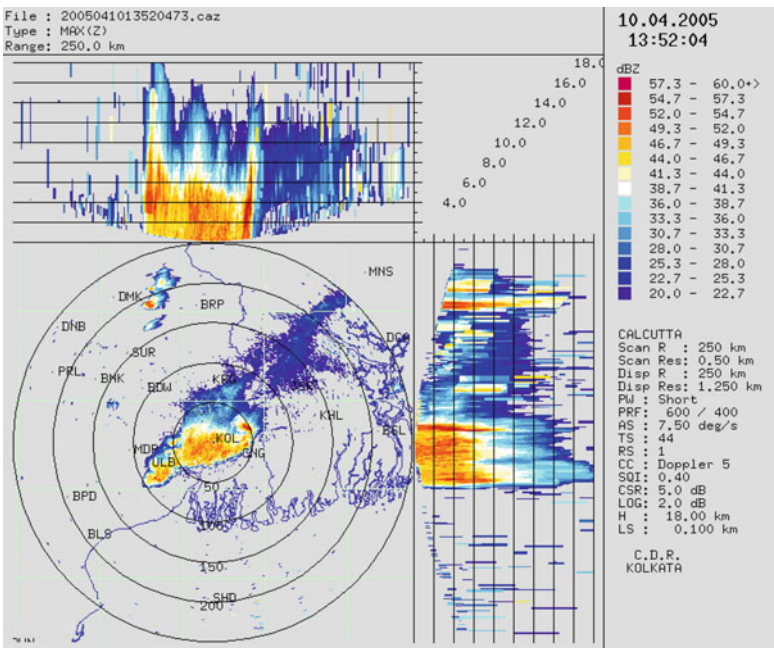 File : 2005041013520473.caz
Type : MAX(Z)
Range: 250.0 km
18.0
16.0
14.0
12.0
10.0
8.0
6.0
4.0
10.04.2005
13:52:04
dBZ
57.3 - 60.0+>
54.7 - 57.3
52.0 - 54.7
49.3 - 52.0
46.7 - 49.3
44.0 - 46.7
41.3 - 44.0
38.7 - 41.3
36.0 - 38.7
33.3 - 36.0
30.7 - 33.3
28.0 - 30.7
25.3 - 28.0
22.7 - 25.3
20.0 - 22.7
CALCUTTA
Scan R : 250 km
Scan Res: 0.50 km
Disp R : 250 km
Disp Res: 1.250 km
PW : Short
PRF: 600 / 400
AS : 7.50 deg/s
TS : 44
RS : 1
CC : Doppler 5
SQI: 0.40
CSR: 5.0 dB
LOG: 2.0 dB
H : 18.00 km
LS : 0.100 km
C.D.R.
KOLKATA
MNS
DMK
BRP
DNB
SUR
PRL
BNK
BDW
KHL
KOL
MDP
ULB
CNG
50
BPD
BLS
100
150
SHD
200